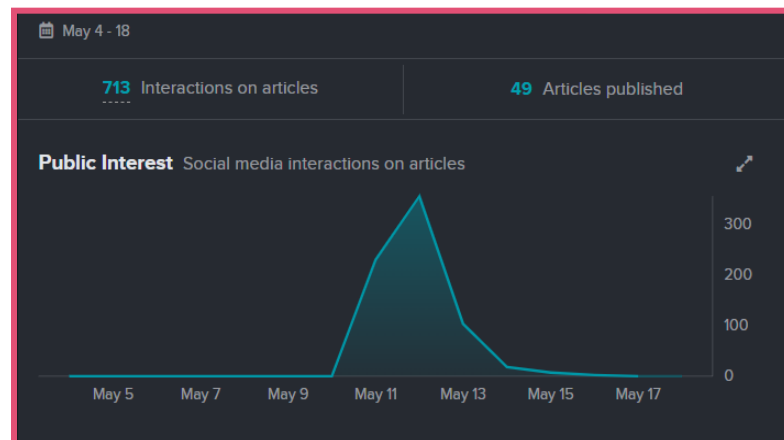 May 4 - 18
713 Interactions on articles
49 Articles published
Public Interest Social media interactions on articles
300
200
100
0
May 5 May 7 May 9 May 11 May 13 May 15 May 17